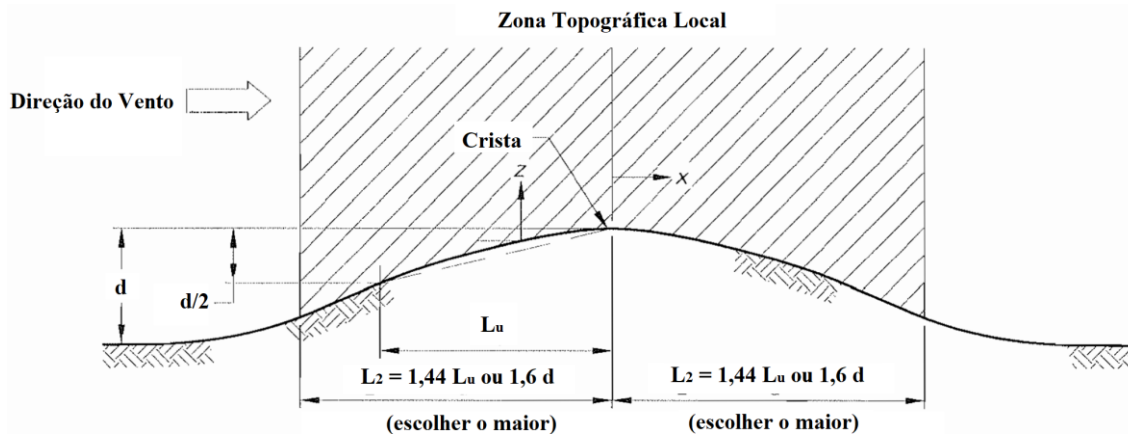 Zona Topográfica Local
Direção do Vento
Crista
z
x
d
d/2
Lu
L2 = 1,44 Lu ou 1,6 d
(escolher o maior)
L2 = 1,44 Lu ou 1,6 d
(escolher o maior)